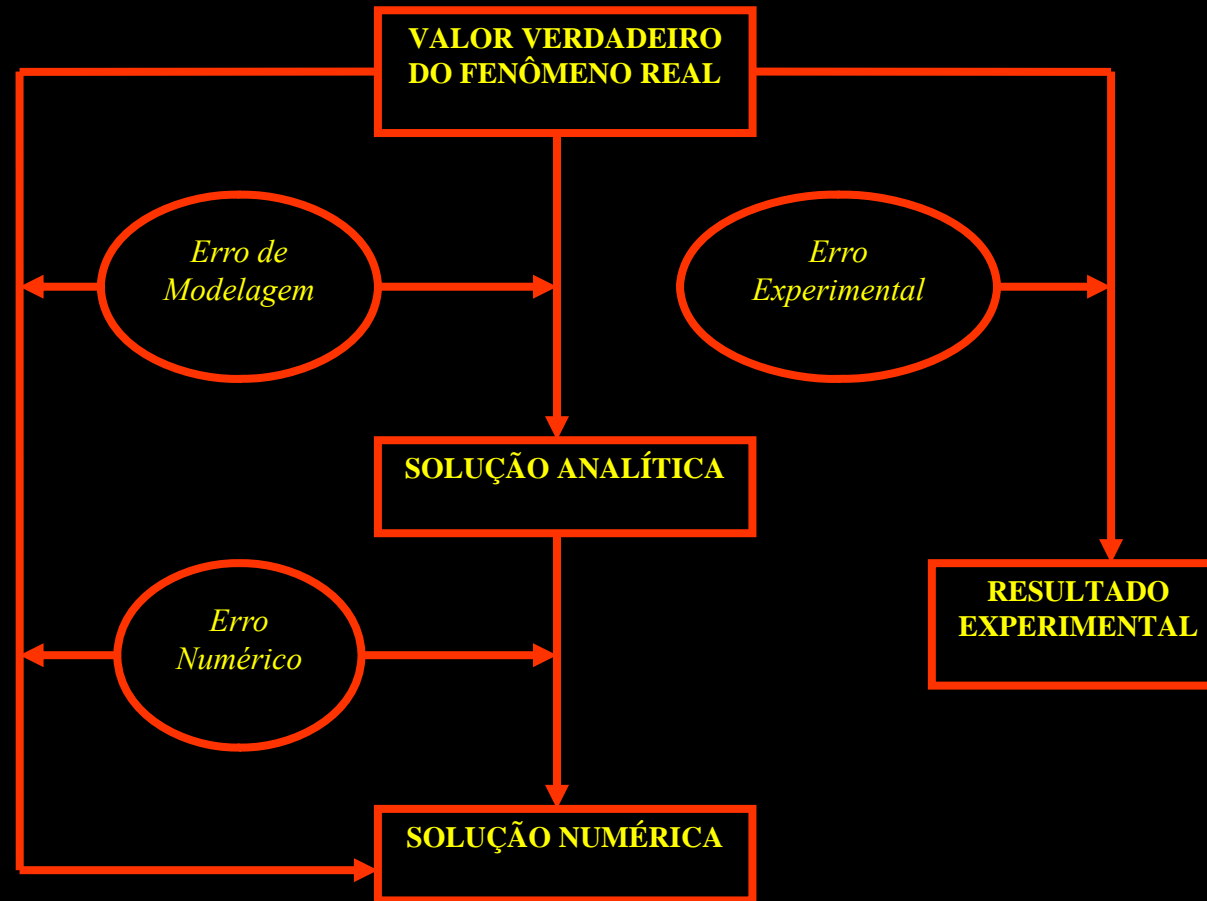 VALOR VERDADEIRO
DO FENÔMENO REAL
Erro de
Modelagem
Erro
Experimental
SOLUÇÃO ANALÍTICA
RESULTADO
EXPERIMENTAL
Erro
Numérico
SOLUÇÃO NUMÉRICA